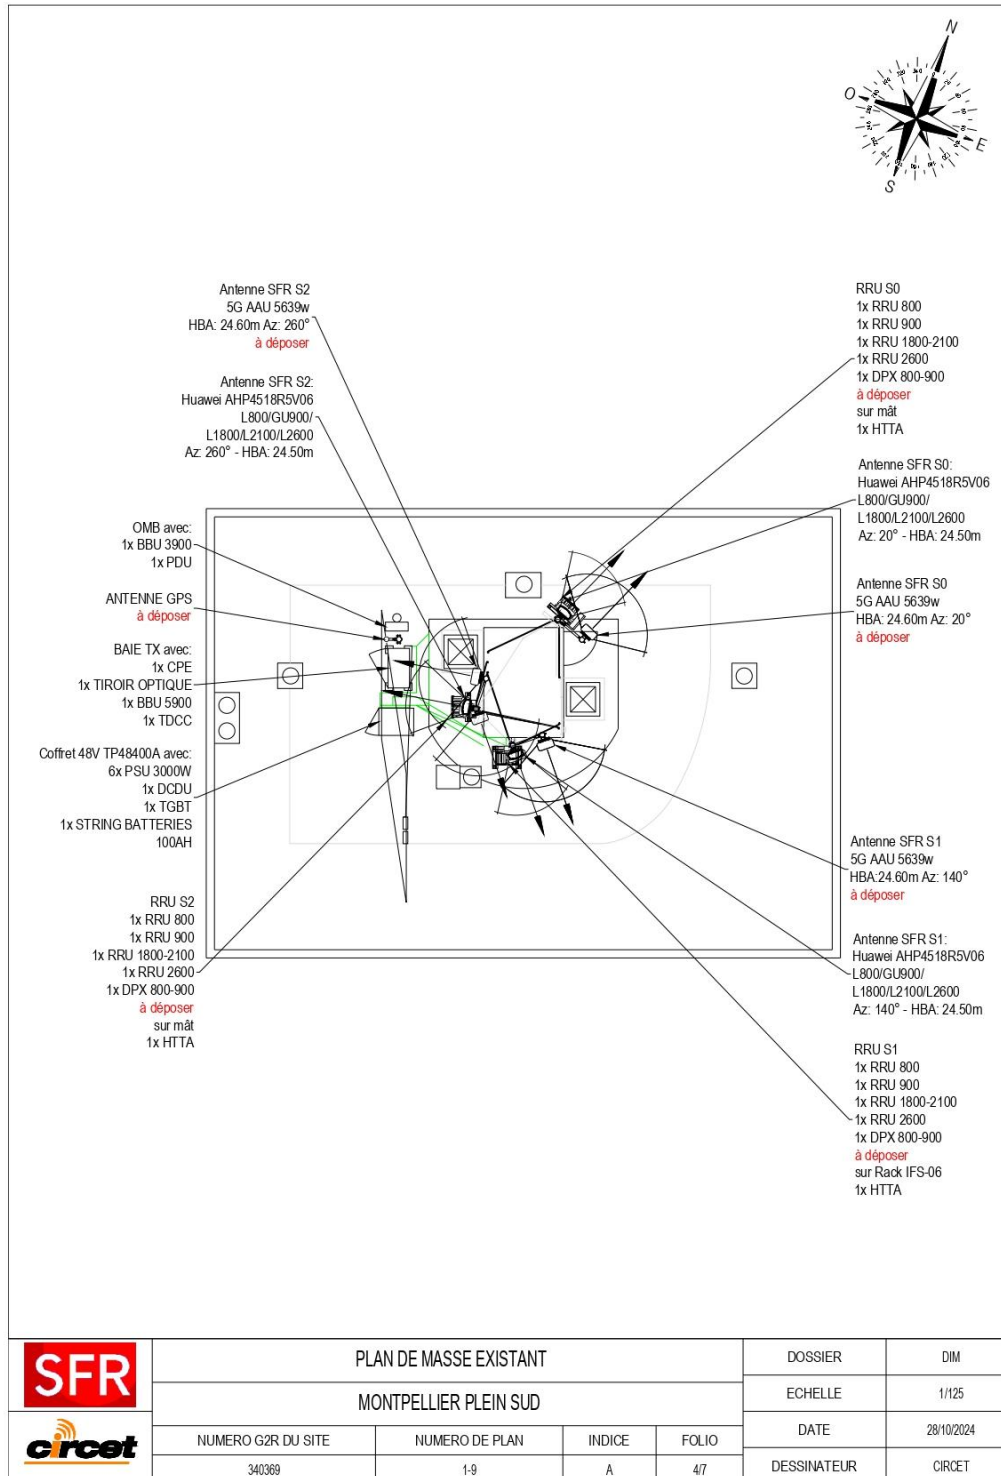 N
O
E
S
Antenne SFR S2
5G AAU 5639w
HBA: 24.60m Az: 260°
à déposer
Antenne SFR S2:
Huawei AHP4518R5V06
L800/GU900/
L1800/L2100/L2600
Az: 260° - HBA: 24.50m
OMB avec:
1x BBU 3900
1x PDU
ANTENNE GPS
à déposer
BAIE TX avec:
1x CPE
1x TIROIR OPTIQUE
1x BBU 5900
1x TDCC
Coffret 48V TP48400A avec:
6x PSU 3000W
1x DCDU
1x TGBT
1x STRING BATTERIES
100AH
RRU S2
1x RRU 800
1x RRU 900
1x RRU 1800-2100
1x RRU 2600
1x DPX 800-900
à déposer
sur mât
1x HTTA
RRU S0
1x RRU 800
1x RRU 900
1x RRU 1800-2100
1x RRU 2600
1x DPX 800-900
à déposer
sur mât
1x HTTA
Antenne SFR S0:
Huawei AHP4518R5V06
L800/GU900/
L1800/L2100/L2600
Az: 20° - HBA: 24.50m
Antenne SFR S0
5G AAU 5639w
HBA: 24.60m Az: 20°
à déposer
Antenne SFR S1
5G AAU 5639w
HBA:24.60m Az: 140°
à déposer
Antenne SFR S1:
Huawei AHP4518R5V06
L800/GU900/
L1800/L2100/L2600
Az: 140° - HBA: 24.50m
RRU S1
1x RRU 800
1x RRU 900
1x RRU 1800-2100
1x RRU 2600
1x DPX 800-900
à déposer
sur Rack IFS-06
1x HTTA
SFR
circet
PLAN DE MASSE EXISTANT
MONTPELLIER PLEIN SUD
NUMERO G2R DU SITE
NUMERO DE PLAN
INDICE
FOLIO
340369
1-9
A
4/7
DOSSIER
DIM
ECHELLE
1/125
DATE
28/10/2024
DESSINATEUR
CIRCET